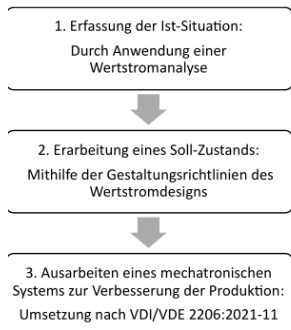 1. Erfassung der Ist-Situation:
Durch Anwendung einer
Wertstromanalyse
2. Erarbeitung eines Soll-Zustands:
Mithilfe der Gestaltungsrichtlinien des
Wertstromdesigns
3. Ausarbeiten eines mechatronischen
Systems zur Verbesserung der Produktion:
Umsetzung nach VDI/VDE 2206:2021-11